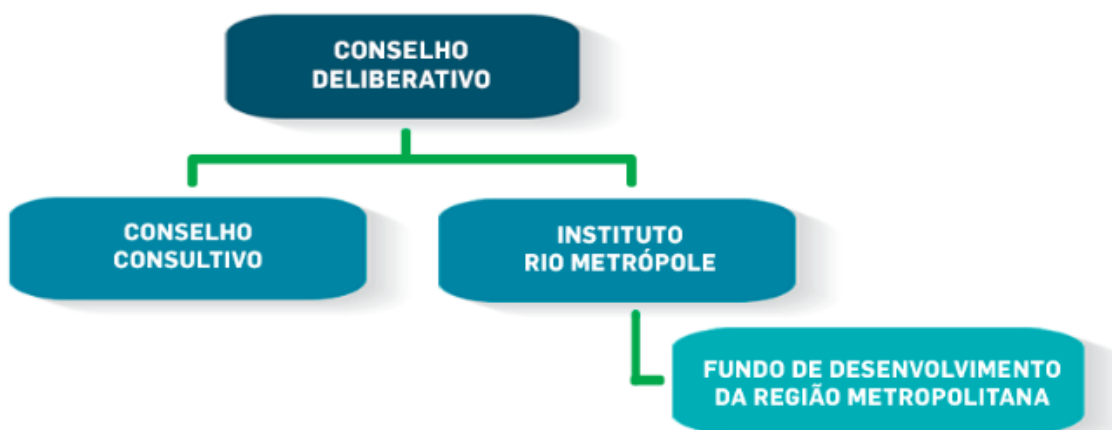 CONSELHO
DELIBERATIVO
CONSELHO
CONSULTIVO
INSTITUTO
RIO METRÓPOLE
FUNDO DE DESENVOLVIMENTO
DA REGIÃO METROPOLITANA